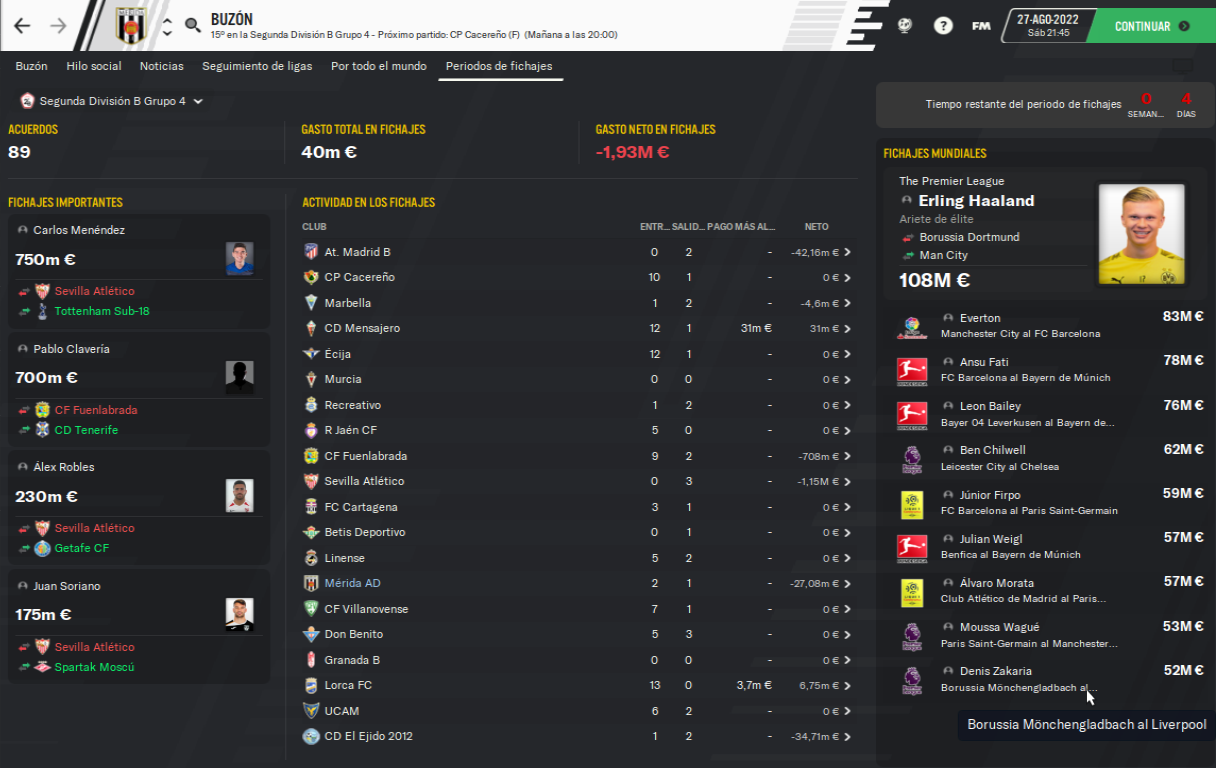 BUZÓN
15º en la Segunda División B Grupo 4 - Próximo partido: CP Cacereño (F) (Mañana a las 20:00)
?
FM
27-AGO-2022
Sáb 21:45
CONTINUAR
Buzón Hilo social Noticias Seguimiento de ligas Por todo el mundo Periodos de fichajes
Segunda División B Grupo 4
ACUERDOS
89
GASTO TOTAL EN FICHAJES
40m €
GASTO NETO EN FICHAJES
-1,93M €
Tiempo restante del periodo de fichajes
0 4
SEMAN... DÍAS
FICHAJES IMPORTANTES
Carlos Menéndez
750m €
Sevilla Atlético
Tottenham Sub-18
Pablo Clavería
700m €
CF Fuenlabrada
CD Tenerife
Álex Robles
230m €
Sevilla Atlético
Getafe CF
Juan Soriano
175m €
Sevilla Atlético
Spartak Moscú
ACTIVIDAD EN LOS FICHAJES
CLUB ENTR... SALID... PAGO MÁS AL... NETO
At. Madrid B 0 2 - -42,16m €
CP Cacereño 10 1 - 0 €
Marbella 1 2 - -4,6m €
CD Mensajero 12 1 31m € 31m €
Écija 12 1 - 0 €
Murcia 0 0 - 0 €
Recreativo 1 2 - 0 €
R Jaén CF 5 0 - 0 €
CF Fuenlabrada 9 2 - -708m €
Sevilla Atlético 0 3 - -1,15M €
FC Cartagena 3 1 - 0 €
Betis Deportivo 0 1 - 0 €
Linense 5 2 - 0 €
Mérida AD 2 1 - -27,08m €
CF Villanovense 7 1 - 0 €
Don Benito 5 3 - 0 €
Granada B 0 0 - 0 €
Lorca FC 13 0 3,7m € 6,75m €
UCAM 6 2 - 0 €
CD El Ejido 2012 1 2 - -34,71m €
FICHAJES MUNDIALES
The Premier League
Erling Haaland
Ariete de élite
Borussia Dortmund
Man City
108M €
Everton 83M €
Manchester City al FC Barcelona
Ansu Fati 78M €
FC Barcelona al Bayern de Múnich
Leon Bailey 76M €
Bayer 04 Leverkusen al Bayern de...
Ben Chilwell 62M €
Leicester City al Chelsea
Júnior Firpo 59M €
FC Barcelona al Paris Saint-Germain
Julian Weigl 57M €
Benfica al Bayern de Múnich
Álvaro Morata 57M €
Club Atlético de Madrid al Paris...
Moussa Wagué 53M €
Paris Saint-Germain al Manchester...
Denis Zakaria 52M €
Borussia Mönchengladbach al...
Borussia Mönchengladbach al Liverpool